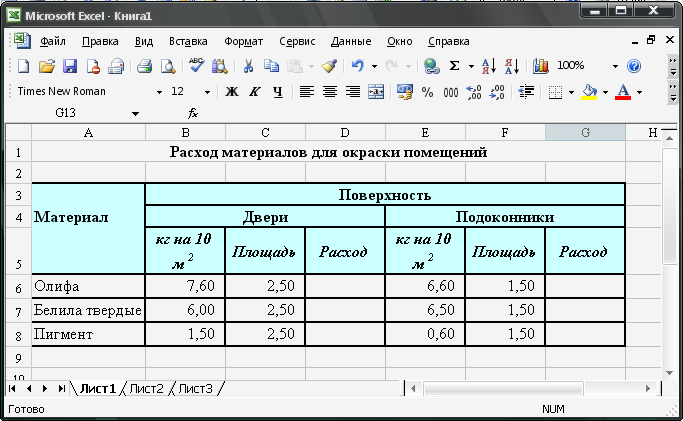 Microsoft Excel - Книга1
Файл Правка Вид Вставка Формат Сервис Данные Окно Справка
100%
Times New Roman 12 Ж К Ч % 000
G13 fx
A B C D E F G H
1 Расход материалов для окраски помещений
2
3 Поверхность
4 Материал Двери Подоконники
5 кг на 10 м 2 Площадь Расход кг на 10 м 2 Площадь Расход
6 Олифа 7,60 2,50 6,60 1,50
7 Белила твердые 6,00 2,50 6,50 1,50
8 Пигмент 1,50 2,50 0,60 1,50
9
10
Лист1 Лист2 Лист3
Готово NUM